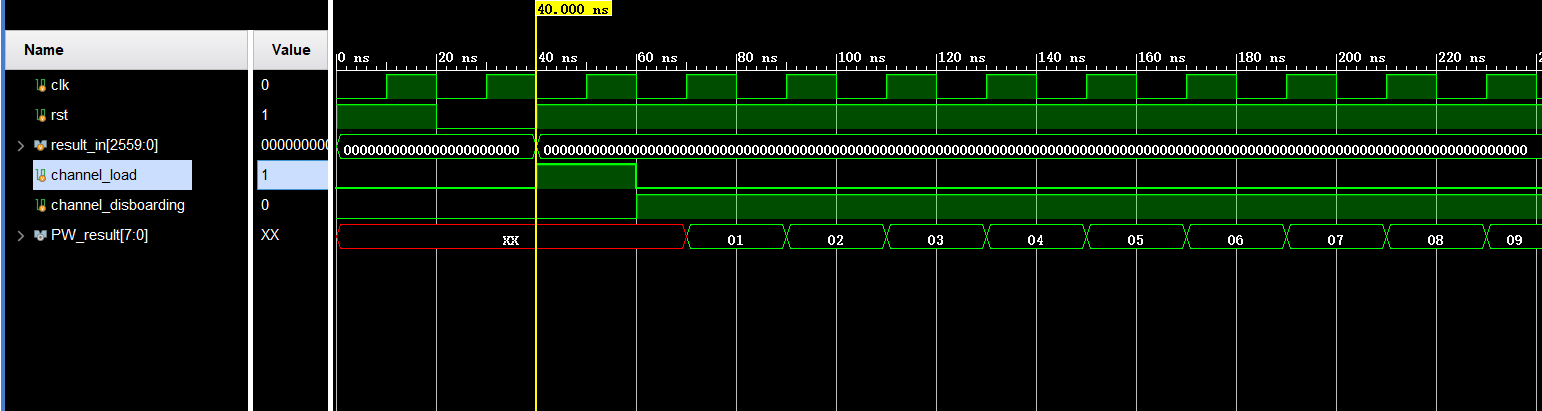 40.000 ns
Name Value 0 ns 20 ns 40 ns 60 ns 80 ns 100 ns 120 ns 140 ns 160 ns 180 ns 200 ns 220 ns 2
clk 0
rst 1
result_in[2559:0] 000000000 0000000000000000000000 000000000000000000000000000000000000000000000000000000000000000000000000000000000000000000000000000000000000000000000000000
channel_load 1
channel_disboarding 0
PW_result[7:0] XX XX 01 02 03 04 05 06 07 08 09